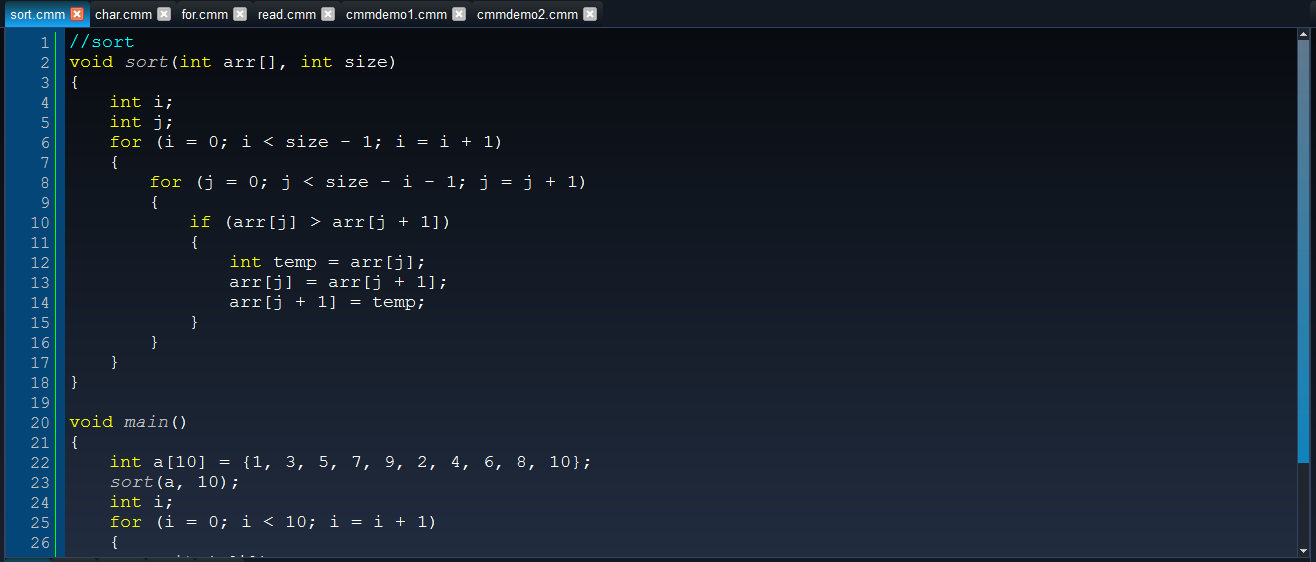 sort.cmm char.cmm for.cmm read.cmm cmmdemo1.cmm cmmdemo2.cmm
1 //sort
2 void sort(int arr[], int size)
3 {
4     int i;
5     int j;
6     for (i = 0; i < size - 1; i = i + 1)
7     {
8         for (j = 0; j < size - i - 1; j = j + 1)
9         {
10             if (arr[j] > arr[j + 1])
11             {
12                 int temp = arr[j];
13                 arr[j] = arr[j + 1];
14                 arr[j + 1] = temp;
15             }
16         }
17     }
18 }
19
20 void main()
21 {
22     int a[10] = {1, 3, 5, 7, 9, 2, 4, 6, 8, 10};
23     sort(a, 10);
24     int i;
25     for (i = 0; i < 10; i = i + 1)
26     {